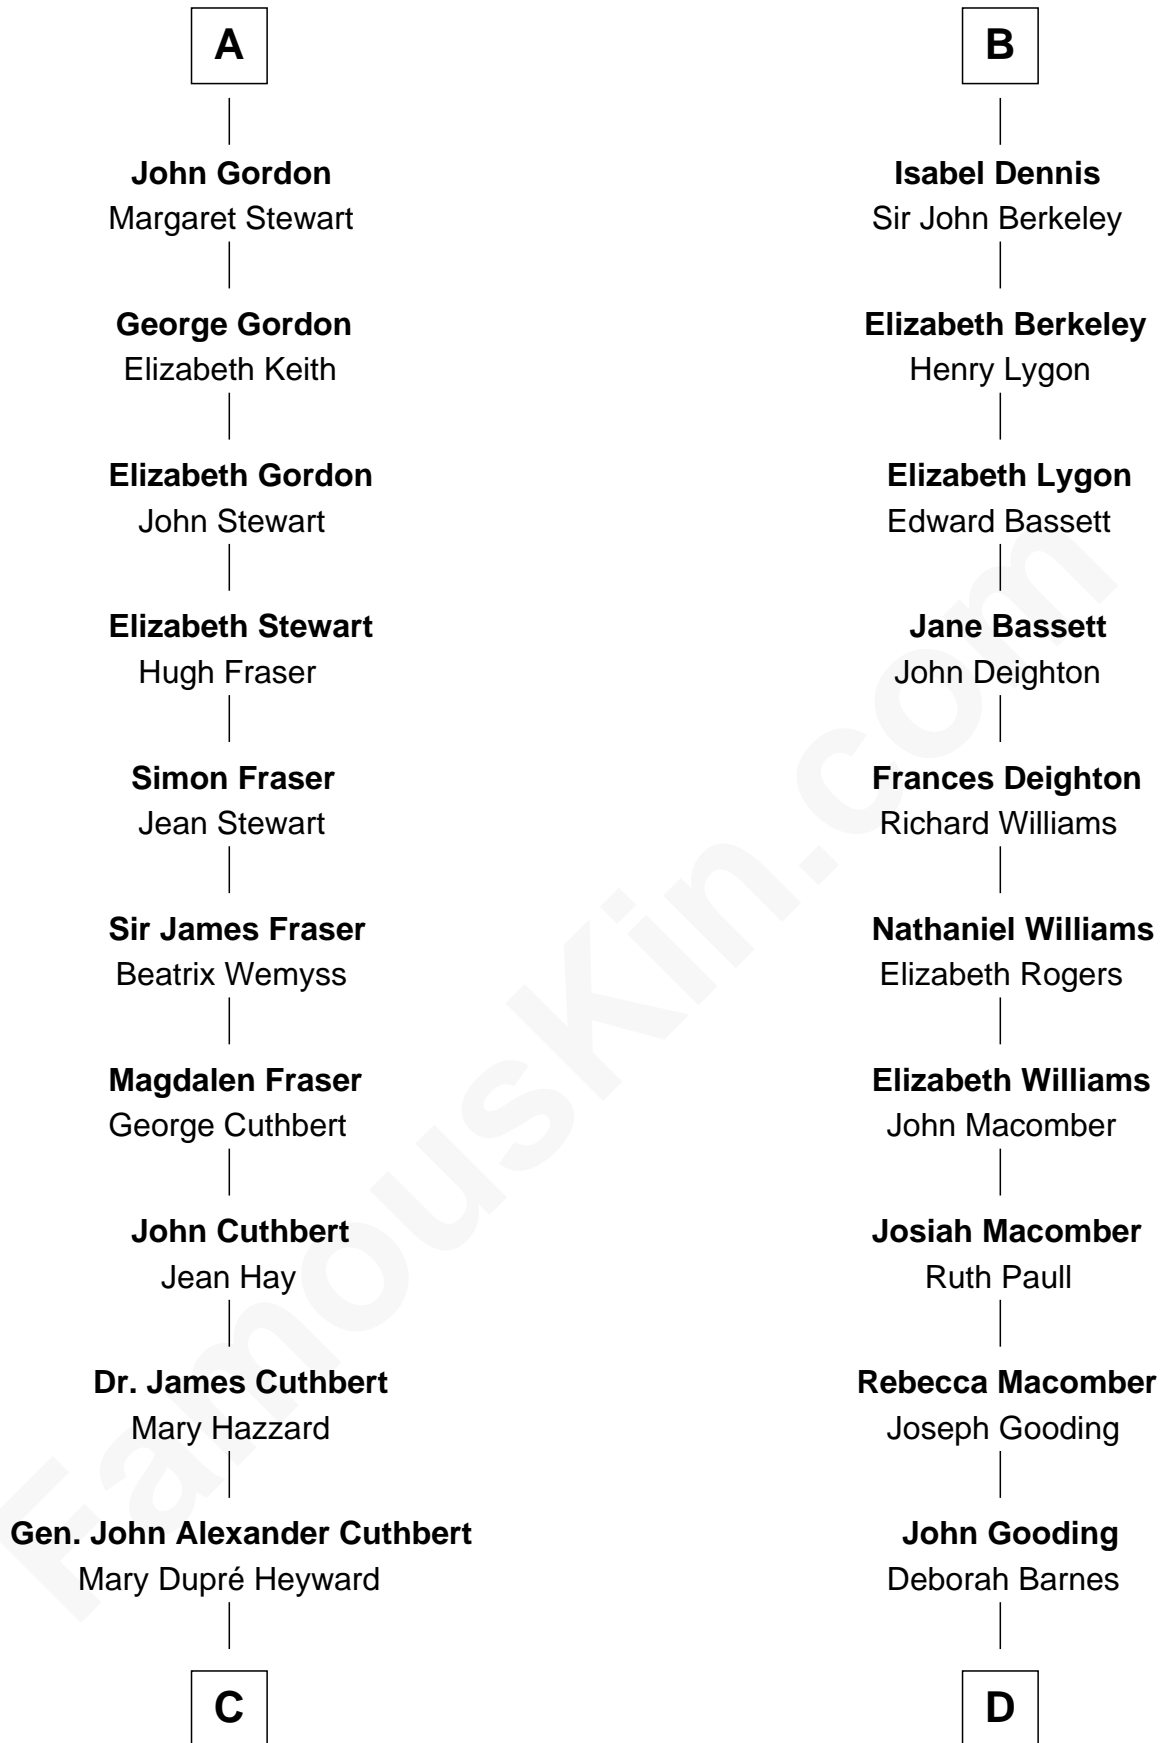 A
John Gordon
Margaret Stewart
George Gordon
Elizabeth Keith
Elizabeth Gordon
John Stewart
Elizabeth Stewart
Hugh Fraser
Simon Fraser
Jean Stewart
Sir James Fraser
Beatrix Wemyss
Magdalen Fraser
George Cuthbert
John Cuthbert
Jean Hay
Dr. James Cuthbert
Mary Hazzard
Gen. John Alexander Cuthbert
Mary Dupré Heyward
C
B
Isabel Dennis
Sir John Berkeley
Elizabeth Berkeley
Henry Lygon
Elizabeth Lygon
Edward Bassett
Jane Bassett
John Deighton
Frances Deighton
Richard Williams
Nathaniel Williams
Elizabeth Rogers
Elizabeth Williams
John Macomber
Josiah Macomber
Ruth Paull
Rebecca Macomber
Joseph Gooding
John Gooding
Deborah Barnes
D
FamousKin.com